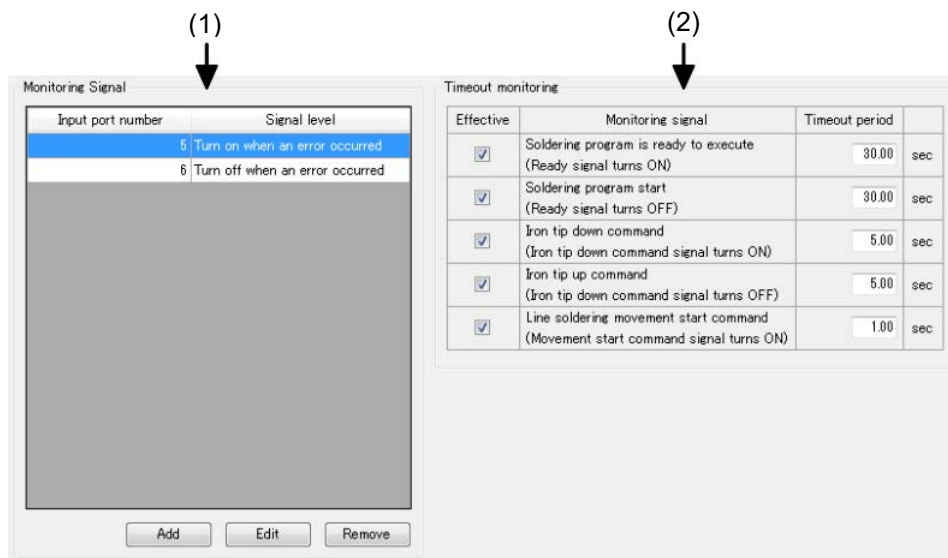 (1)
(2)
Monitoring Signal
Input port number Signal level
5 Turn on when an error occurred
6 Turn off when an error occurred
Add Edit Remove
Timeout monitoring
Effective Monitoring signal Timeout period
Soldering program is ready to execute
(Ready signal turns ON)
30.00 sec
Soldering program start
(Ready signal turns OFF)
30.00 sec
Iron tip down command
(Iron tip down command signal turns ON)
5.00 sec
Iron tip up command
(Iron tip down command signal turns OFF)
5.00 sec
Line soldering movement start command
(Movement start command signal turns ON)
1.00 sec